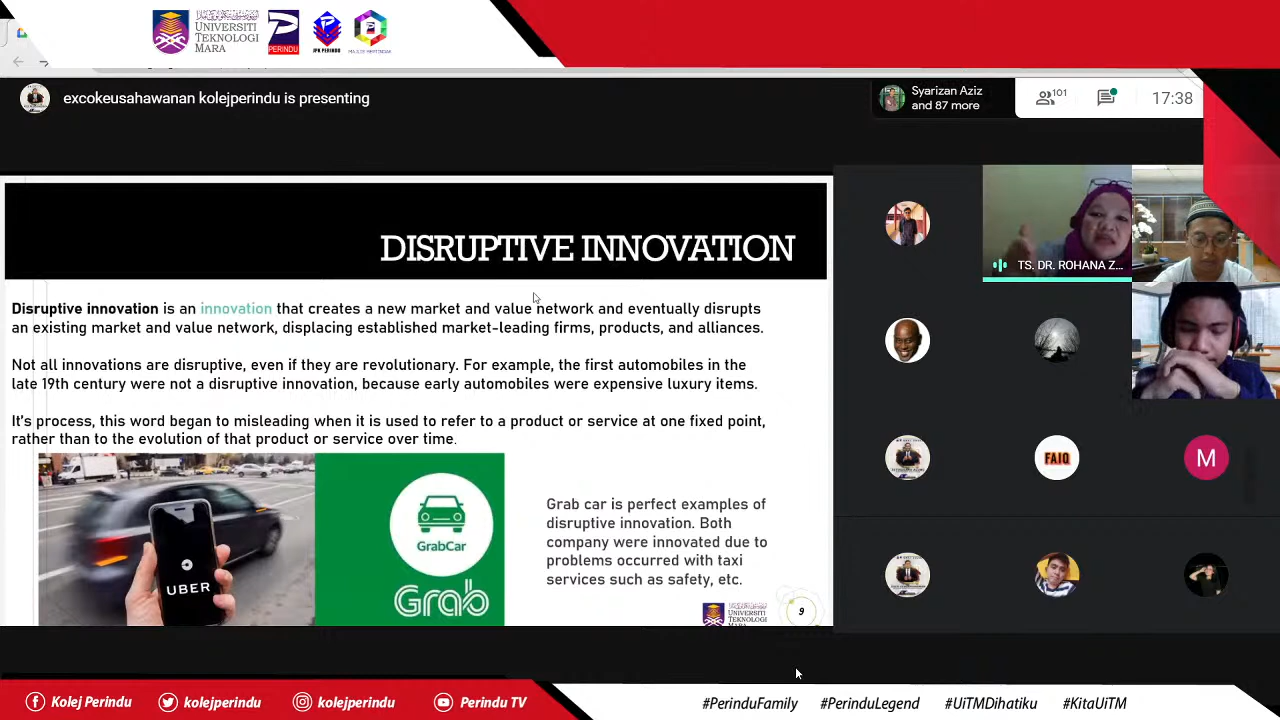 UNIVERSITI
TEKNOLOGI
MARA
PERINDU
JPK PERINDU
excokeusahawanan kolejperindu is presenting
Syarizan Aziz
and 87 more
101
17:38
DISRUPTIVE INNOVATION
Disruptive innovation is an innovation that creates a new market and value network and eventually disrupts
an existing market and value network, displacing established market-leading firms, products, and alliances.
Not all innovations are disruptive, even if they are revolutionary. For example, the first automobiles in the
late 19th century were not a disruptive innovation, because early automobiles were expensive luxury items.
It's process, this word began to misleading when it is used to refer to a product or service at one fixed point,
rather than to the evolution of that product or service over time.
UBER
GrabCar
Grab
Grab car is perfect examples of
disruptive innovation. Both
company were innovated due to
problems occurred with taxi
services such as safety, etc.
UNIVERSITI
TEKNOLOGI
MARA
9
TS. DR. ROHANA Z...
FAIQ
M
Kolej Perindu
kolejperindu
kolejperindu
Perindu TV
#PerinduFamily
#PerinduLegend
#UiTMDihatiku
#KitaUiTM